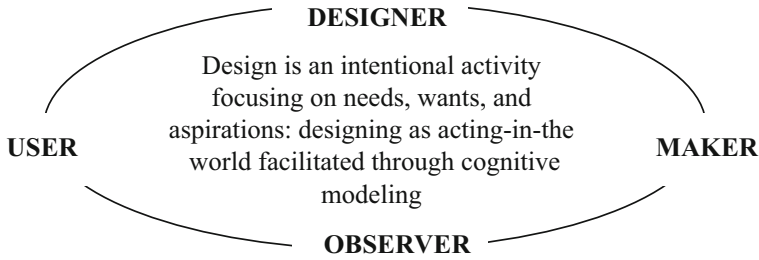 DESIGNER
Design is an intentional activity
focusing on needs, wants, and
aspirations: designing as acting-in-the
USER
world facilitated through cognitive
MAKER
modeling
OBSERVER